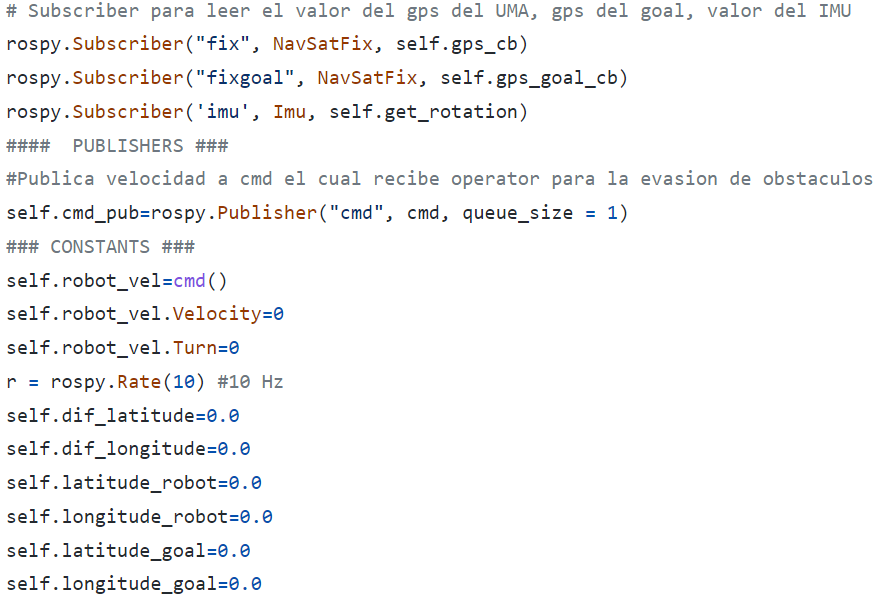 # Subscriber para leer el valor del gps del UMA, gps del goal, valor del IMU
rospy.Subscriber("fix", NavSatFix, self.gps_cb)
rospy.Subscriber("fixgoal", NavSatFix, self.gps_goal_cb)
rospy.Subscriber('imu', Imu, self.get_rotation)
####  PUBLISHERS ###
#Publica velocidad a cmd el cual recibe operator para la evasion de obstaculos
self.cmd_pub=rospy.Publisher("cmd", cmd, queue_size = 1)
### CONSTANTS ###
self.robot_vel=cmd()
self.robot_vel.Velocity=0
self.robot_vel.Turn=0
r = rospy.Rate(10) #10 Hz
self.dif_latitude=0.0
self.dif_longitude=0.0
self.latitude_robot=0.0
self.longitude_robot=0.0
self.latitude_goal=0.0
self.longitude_goal=0.0